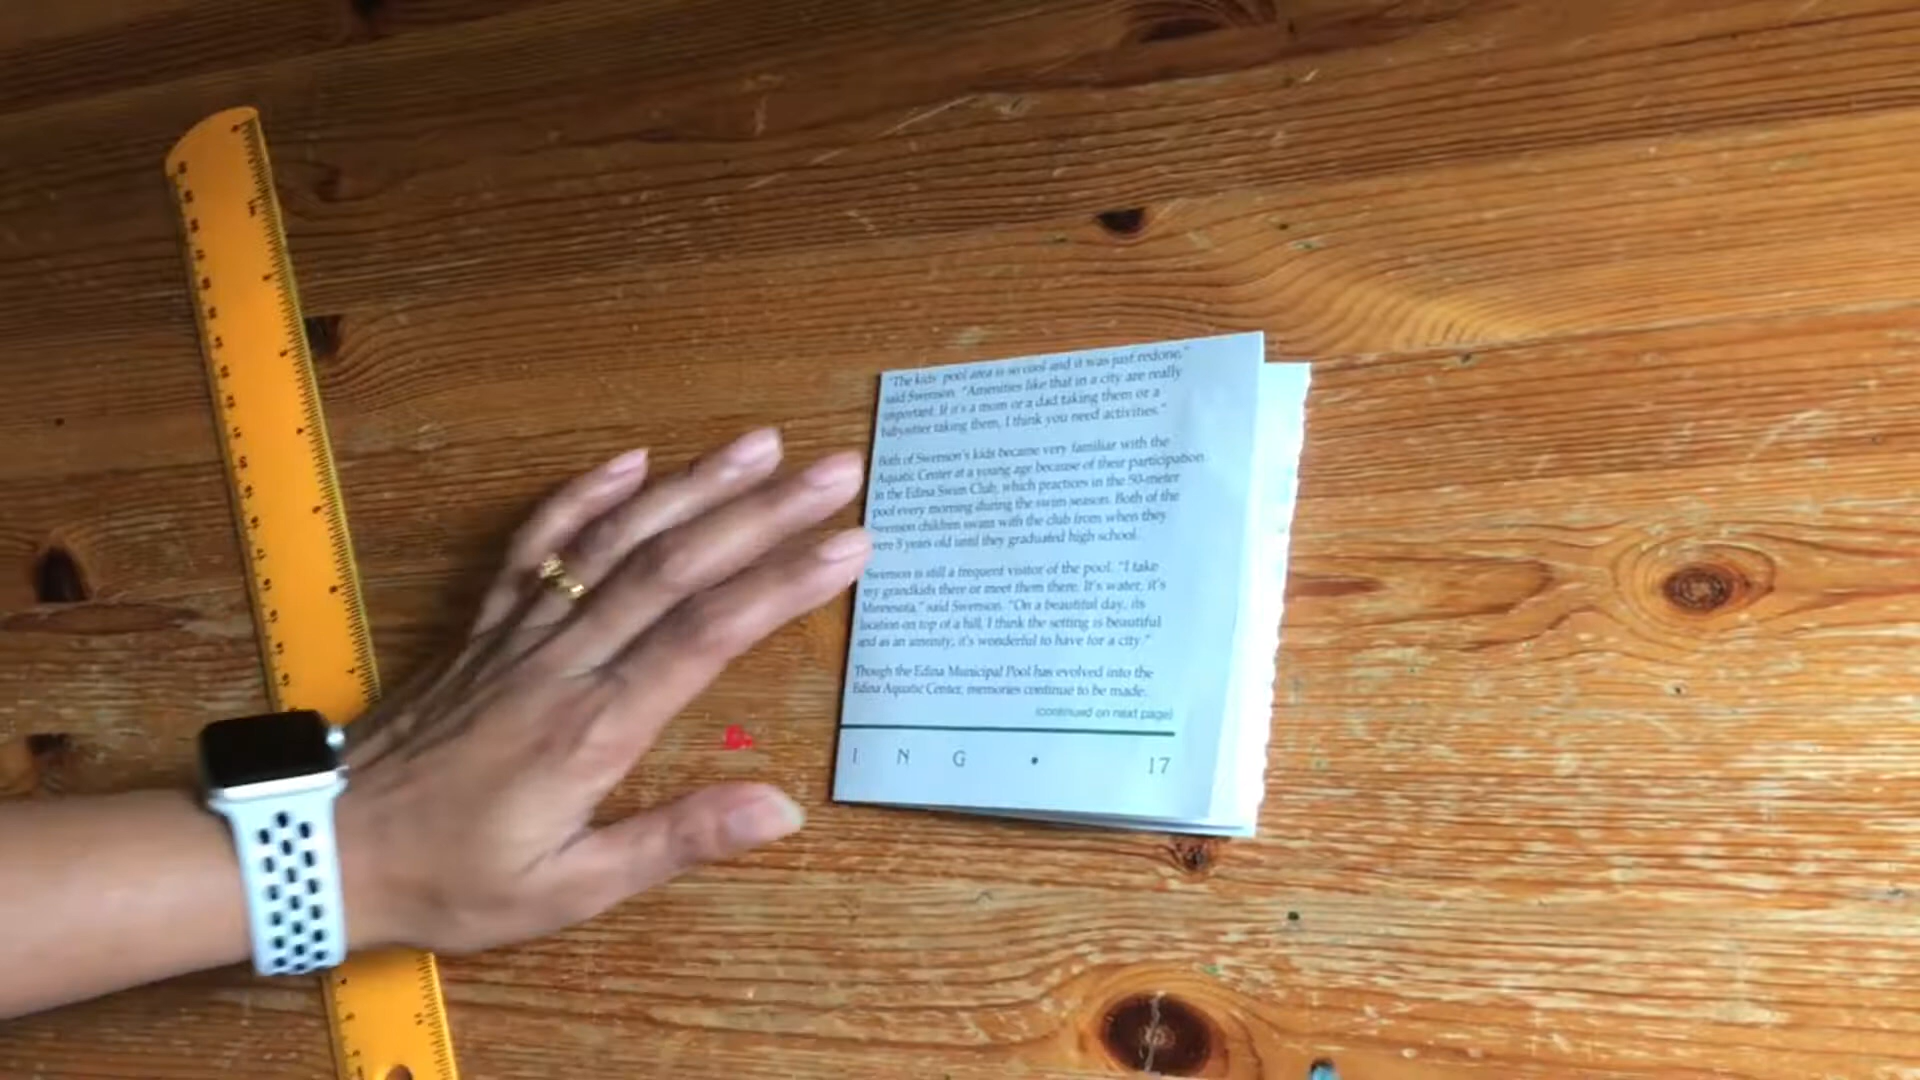 "The kids' pool area is so cool and it was just redone,"
said Swenson. "Amenities like that in a city are really
important. If it's a mom or a dad taking them or a
babysitter taking them, I think you need activities."
Both of Swenson's kids became very familiar with the
Aquatic Center at a young age because of their participation
in the Edina Swim Club, which practices in the 50-meter
pool every morning during the swim season. Both of the
Swenson children swam with the club from when they
were 8 years old until they graduated high school.
Swenson is still a frequent visitor of the pool. "I take
my grandkids there or meet them there. It's water, it's
Minnesota," said Swenson. "On a beautiful day, its
location on top of a hill, I think the setting is beautiful
and as an amenity, it's wonderful to have for a city."
Though the Edina Municipal Pool has evolved into the
Edina Aquatic Center, memories continue to be made.
(continued on next page)
I N G • 17